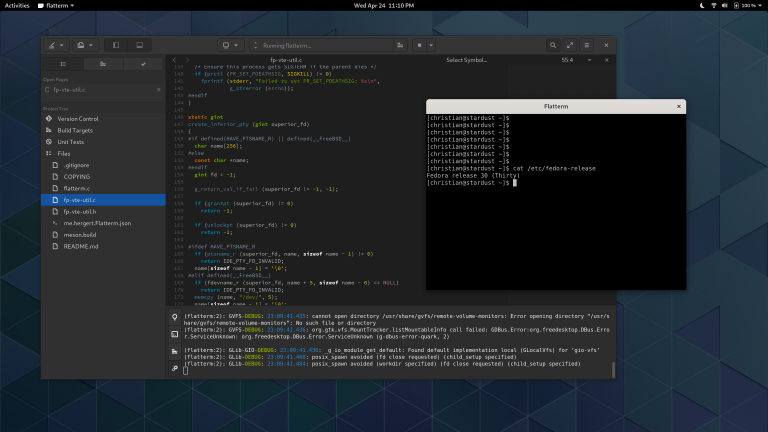 Activities
flatterm
Wed Apr 24 11:10 PM
100 %
Running flatterm…
fp-vte-util.c
Select Symbol…
55:4
Open Pages
fp-vte-util.c
Project Tree
Version Control
Build Targets
Unit Tests
Files
.gitignore
COPYING
flatterm.c
fp-vte-util.c
fp-vte-util.h
me.hergert.Flatterm.json
meson.build
README.md
/* Ensure this process gets SIGTERM if the parent dies */
if (prctl (PR_SET_PDEATHSIG, SIGKILL) != 0)
fprintf (stderr, "Failed to set PR_SET_PDEATHSIG: %s\n",
g_strerror (errno));
#endif
}
static gint
create_inferior_pty (gint superior_fd)
{
#if defined(HAVE_PTSNAME_R) || defined(__FreeBSD__)
char name[256];
#else
const char *name;
#endif
gint fd = -1;
g_return_val_if_fail (superior_fd != -1, -1);
if (grantpt (superior_fd) != 0)
return -1;
if (unlockpt (superior_fd) != 0)
return -1;
#ifdef HAVE_PTSNAME_R
if (ptsname_r (superior_fd, name, sizeof name - 1) != 0)
return IDE_PTY_FD_INVALID;
name[sizeof name - 1] = '\0';
#elif defined(__FreeBSD__)
if (fdevname_r (superior_fd, name + 5, sizeof name - 6) == NULL)
return IDE_PTY_FD_INVALID;
memcpy (name, "/dev/", 5);
name[sizeof name - 1] = '\0';
Flatterm
[christian@stardust ~]$
[christian@stardust ~]$
[christian@stardust ~]$
[christian@stardust ~]$
[christian@stardust ~]$
[christian@stardust ~]$
[christian@stardust ~]$
[christian@stardust ~]$ cat /etc/fedora-release
Fedora release 30 (Thirty)
[christian@stardust ~]$
(flatterm:2): GVFS-DEBUG: 23:09:41.435: cannot open directory /usr/share/gvfs/remote-volume-monitors: Error opening directory "/usr/s
hare/gvfs/remote-volume-monitors": No such file or directory
(flatterm:2): GVFS-DEBUG: 23:09:41.436: org.gtk.vfs.MountTracker.listMountableInfo call failed: GDBus.Error:org.freedesktop.DBus.Erro
r.ServiceUnknown: org.freedesktop.DBus.Error.ServiceUnknown (g-dbus-error-quark, 2)
(flatterm:2): GLib-GIO-DEBUG: 23:09:41.436: _g_io_module_get_default: Found default implementation local (GLocalVfs) for 'gio-vfs'
(flatterm:2): GLib-DEBUG: 23:09:41.468: posix_spawn avoided (fd close requested) (child_setup specified)
(flatterm:2): GLib-DEBUG: 23:09:41.484: posix_spawn avoided (workdir specified) (fd close requested) (child_setup specified)